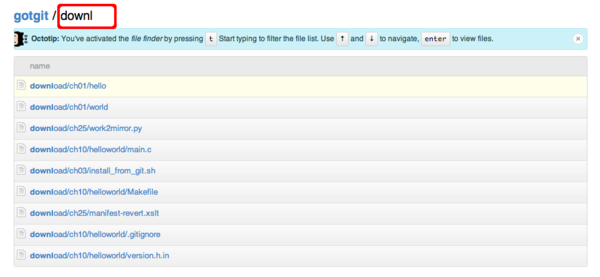 gotgit / downl
Octotip: You've activated the file finder by pressing t Start typing to filter the file list. Use ↑ and ↓ to navigate, enter to view files. ×
name
download/ch01/hello
download/ch01/world
download/ch25/work2mirror.py
download/ch10/helloworld/main.c
download/ch03/install_from_git.sh
download/ch10/helloworld/Makefile
download/ch25/manifest-revert.xslt
download/ch10/helloworld/.gitignore
download/ch10/helloworld/version.h.in